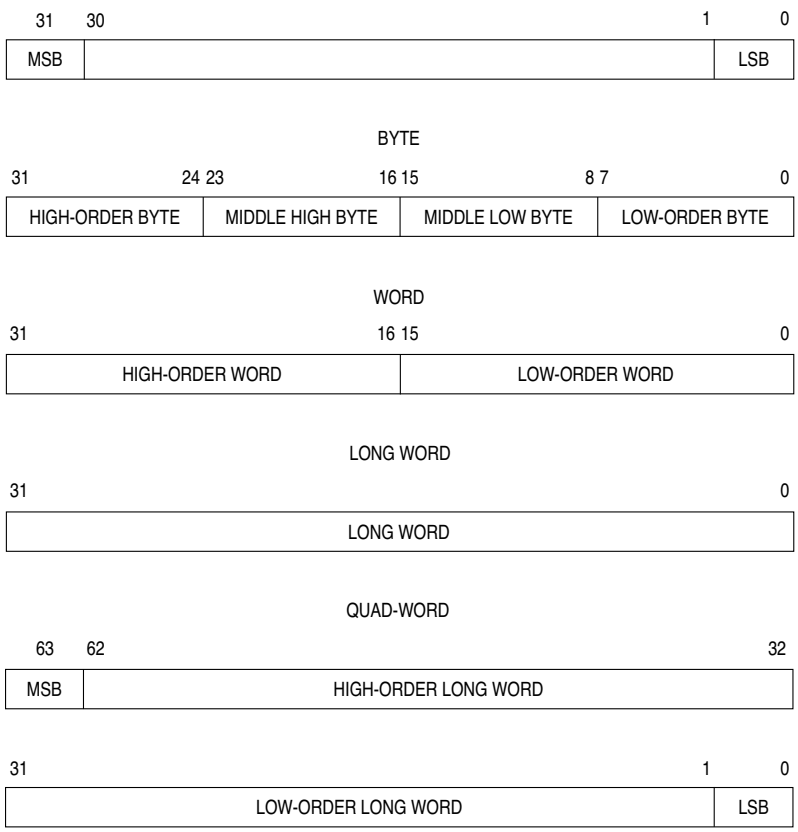 31 30 1 0
MSB LSB
BYTE
31 24 23 16 15 8 7 0
HIGH-ORDER BYTE MIDDLE HIGH BYTE MIDDLE LOW BYTE LOW-ORDER BYTE
WORD
31 16 15 0
HIGH-ORDER WORD LOW-ORDER WORD
LONG WORD
31 0
LONG WORD
QUAD-WORD
63 62 32
MSB HIGH-ORDER LONG WORD
31 1 0
LOW-ORDER LONG WORD LSB